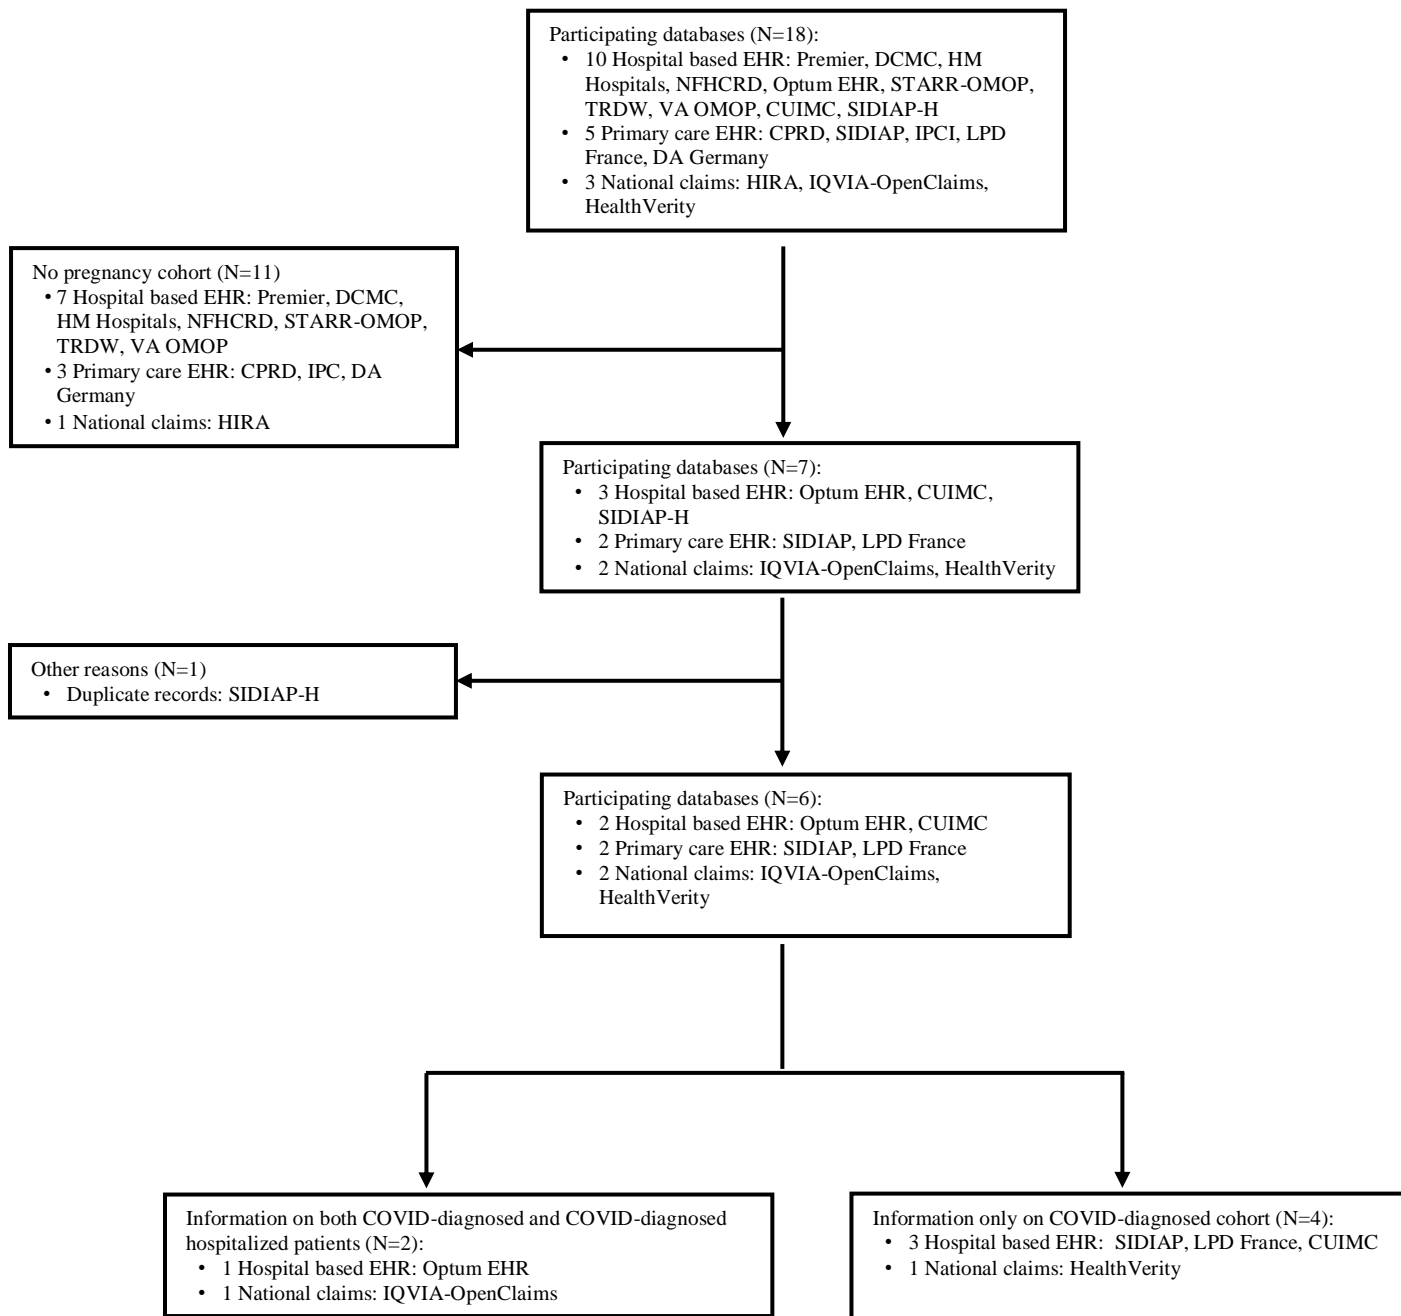 Participating databases (N=18):
• 10 Hospital based EHR: Premier, DCMC, HM
Hospitals, NFHCRD, Optum EHR, STARR-OMOP,
TRDW, VA OMOP, CUIMC, SIDIAP-H
• 5 Primary care EHR: CPRD, SIDIAP, IPCI, LPD
France, DA Germany
• 3 National claims: HIRA, IQVIA-OpenClaims,
HealthVerity
No pregnancy cohort (N=11)
• 7 Hospital based EHR: Premier, DCMC,
HM Hospitals, NFHCRD, STARR-OMOP,
TRDW, VA OMOP
• 3 Primary care EHR: CPRD, IPC, DA
Germany
• 1 National claims: HIRA
Participating databases (N=7):
• 3 Hospital based EHR: Optum EHR, CUIMC,
SIDIAP-H
• 2 Primary care EHR: SIDIAP, LPD France
• 2 National claims: IQVIA-OpenClaims, HealthVerity
Other reasons (N=1)
• Duplicate records: SIDIAP-H
Participating databases (N=6):
• 2 Hospital based EHR: Optum EHR, CUIMC
• 2 Primary care EHR: SIDIAP, LPD France
• 2 National claims: IQVIA-OpenClaims,
HealthVerity
Information on both COVID-diagnosed and COVID-diagnosed
hospitalized patients (N=2):
• 1 Hospital based EHR: Optum EHR
• 1 National claims: IQVIA-OpenClaims
Information only on COVID-diagnosed cohort (N=4):
• 3 Hospital based EHR: SIDIAP, LPD France, CUIMC
• 1 National claims: HealthVerity